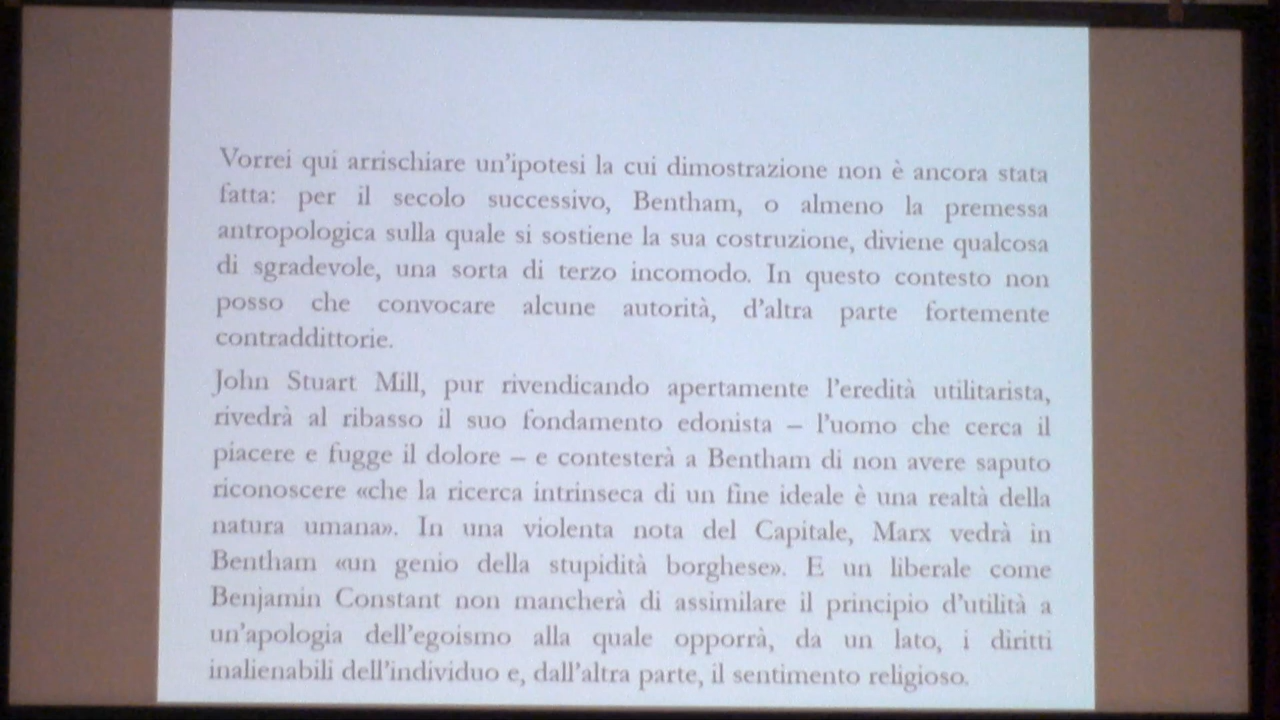 Vorrei qui arrischiare un'ipotesi la cui dimostrazione non è ancora stata
fatta: per il secolo successivo, Bentham, o almeno la premessa
antropologica sulla quale si sostiene la sua costruzione, diviene qualcosa
di sgradevole, una sorta di terzo incomodo. In questo contesto non
posso che convocare alcune autorità, d'altra parte fortemente
contraddittorie.
John Stuart Mill, pur rivendicando apertamente l'eredità utilitarista,
rivedrà al ribasso il suo fondamento edonista – l'uomo che cerca il
piacere e fugge il dolore – e contesterà a Bentham di non avere saputo
riconoscere «che la ricerca intrinseca di un fine ideale è una realtà della
natura umana». In una violenta nota del Capitale, Marx vedrà in
Bentham «un genio della stupidità borghese». E un liberale come
Benjamin Constant non mancherà di assimilare il principio d'utilità a
un'apologia dell'egoismo alla quale opporrà, da un lato, i diritti
inalienabili dell'individuo e, dall'altra parte, il sentimento religioso.